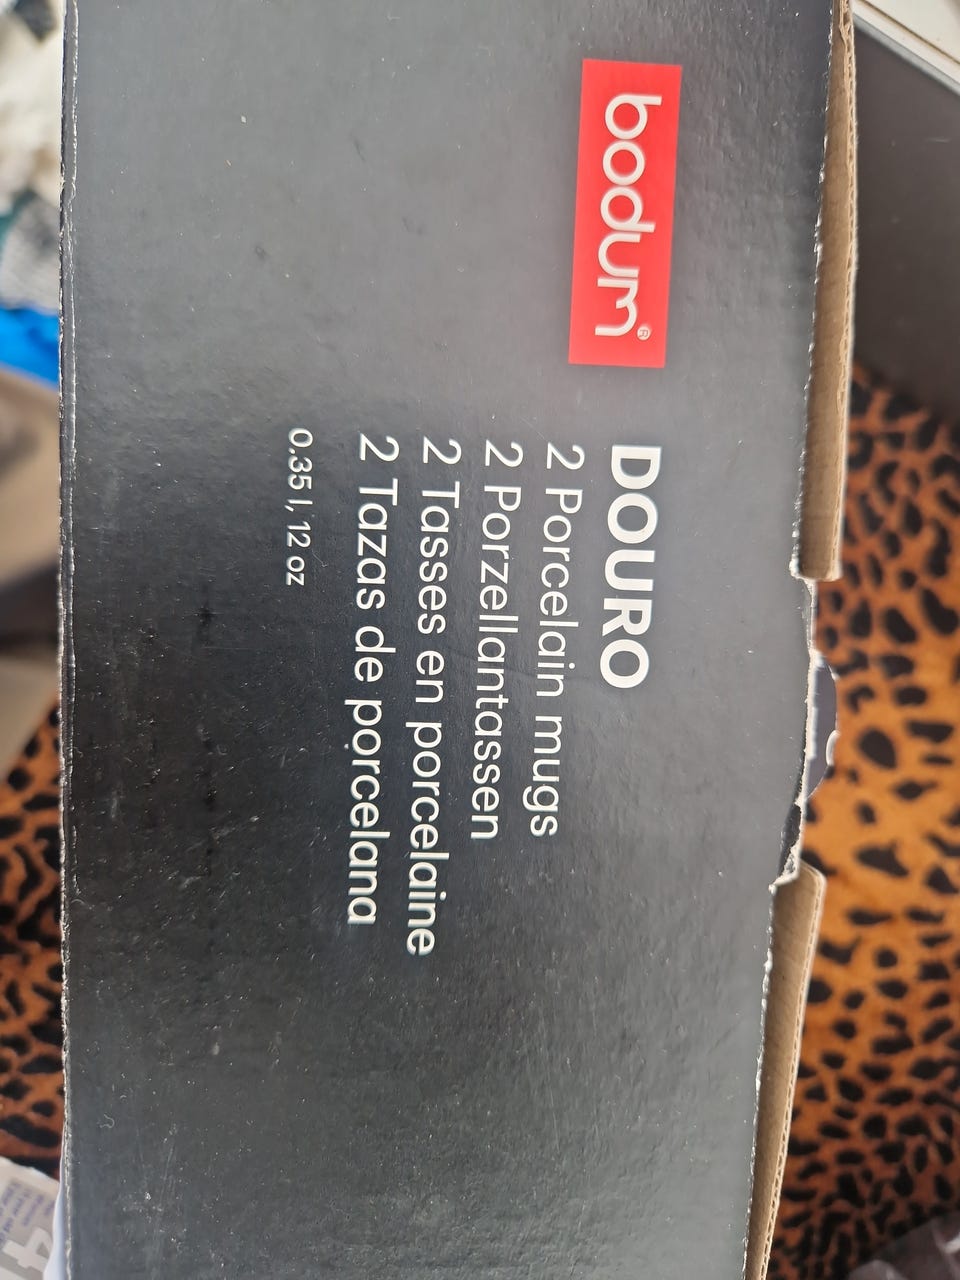 bodum®
DOURO
2 Porcelain mugs
2 Porzellantassen
2 Tasses en porcelaine
2 Tazas de porcelana
0.35 l, 12 oz
4